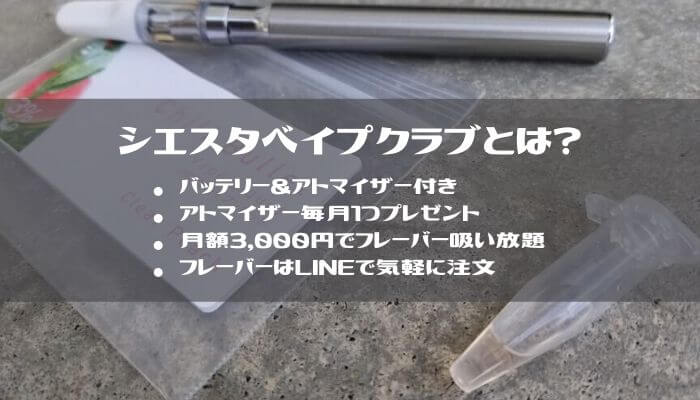 シエスタベイプクラブとは?
• バッテリー&アトマイザー付き
• アトマイザー毎月1つプレゼント
• 月額3,000円でフレーバー吸い放題
• フレーバーはLINEで気軽に注文